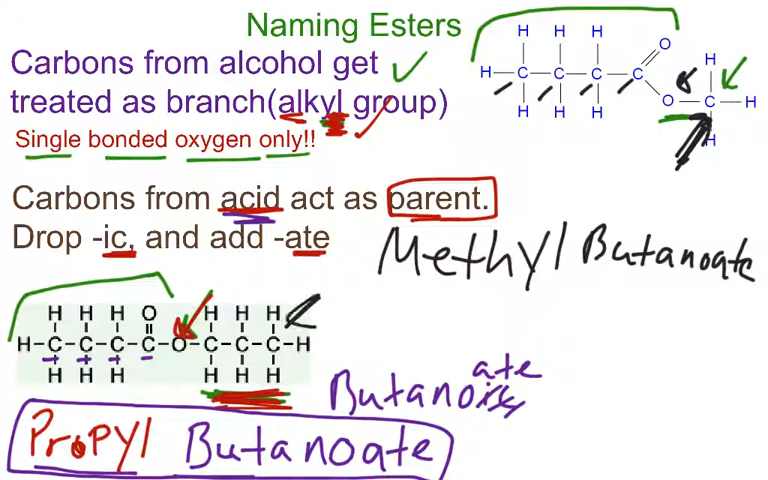 Naming Esters
Carbons from alcohol get
treated as branch(alkyl group)
Single bonded oxygen only!!
H H H O
H C C C C H
H H H O C H
H
Carbons from acid act as parent.
Drop -ic, and add -ate
Methyl Butanoate
H H H O H H H
H-C-C-C-C-O-C-C-C-H
H H H H H H
Butanoic ate
Propyl Butanoate